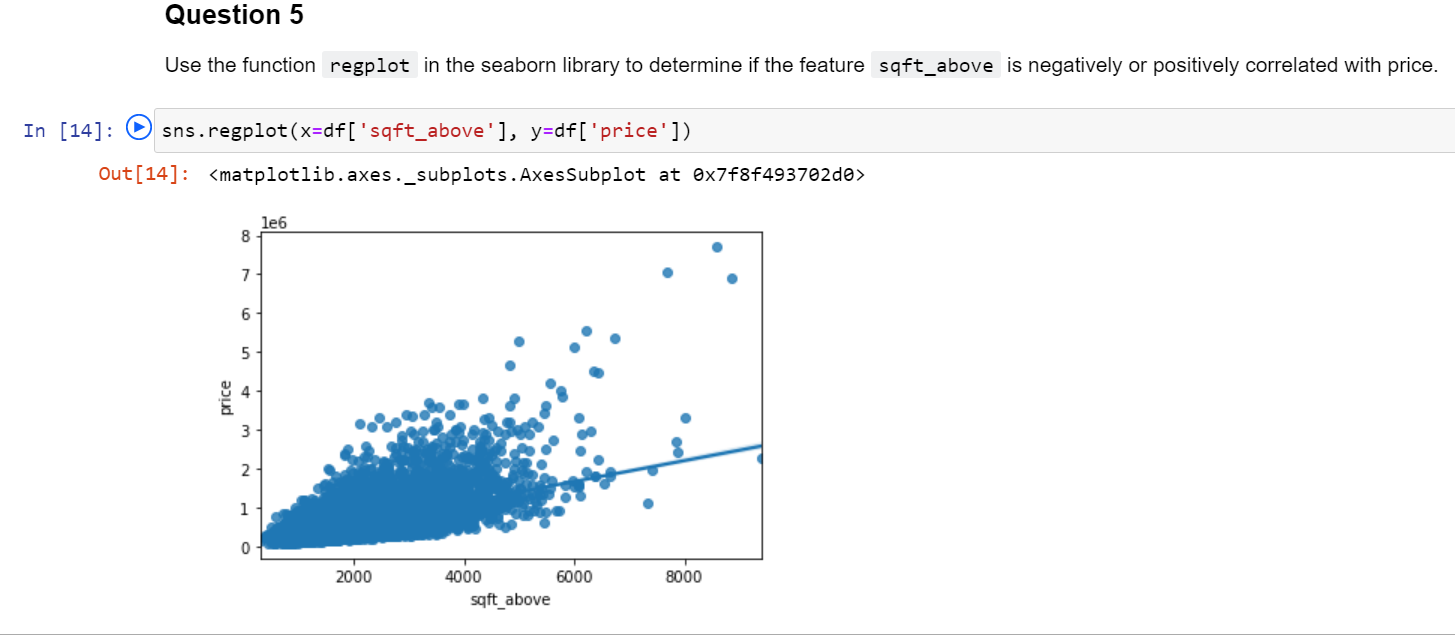 Question 5
Use the function regplot in the seaborn library to determine if the feature sqft_above is negatively or positively correlated with price.
In [14]: sns.regplot(x=df['sqft_above'], y=df['price'])
Out[14]: <matplotlib.axes._subplots.AxesSubplot at 0x7f8f493702d0>
1e6
8
7
6
5
4
3
2
1
0
price
2000 4000 6000 8000
sqft_above